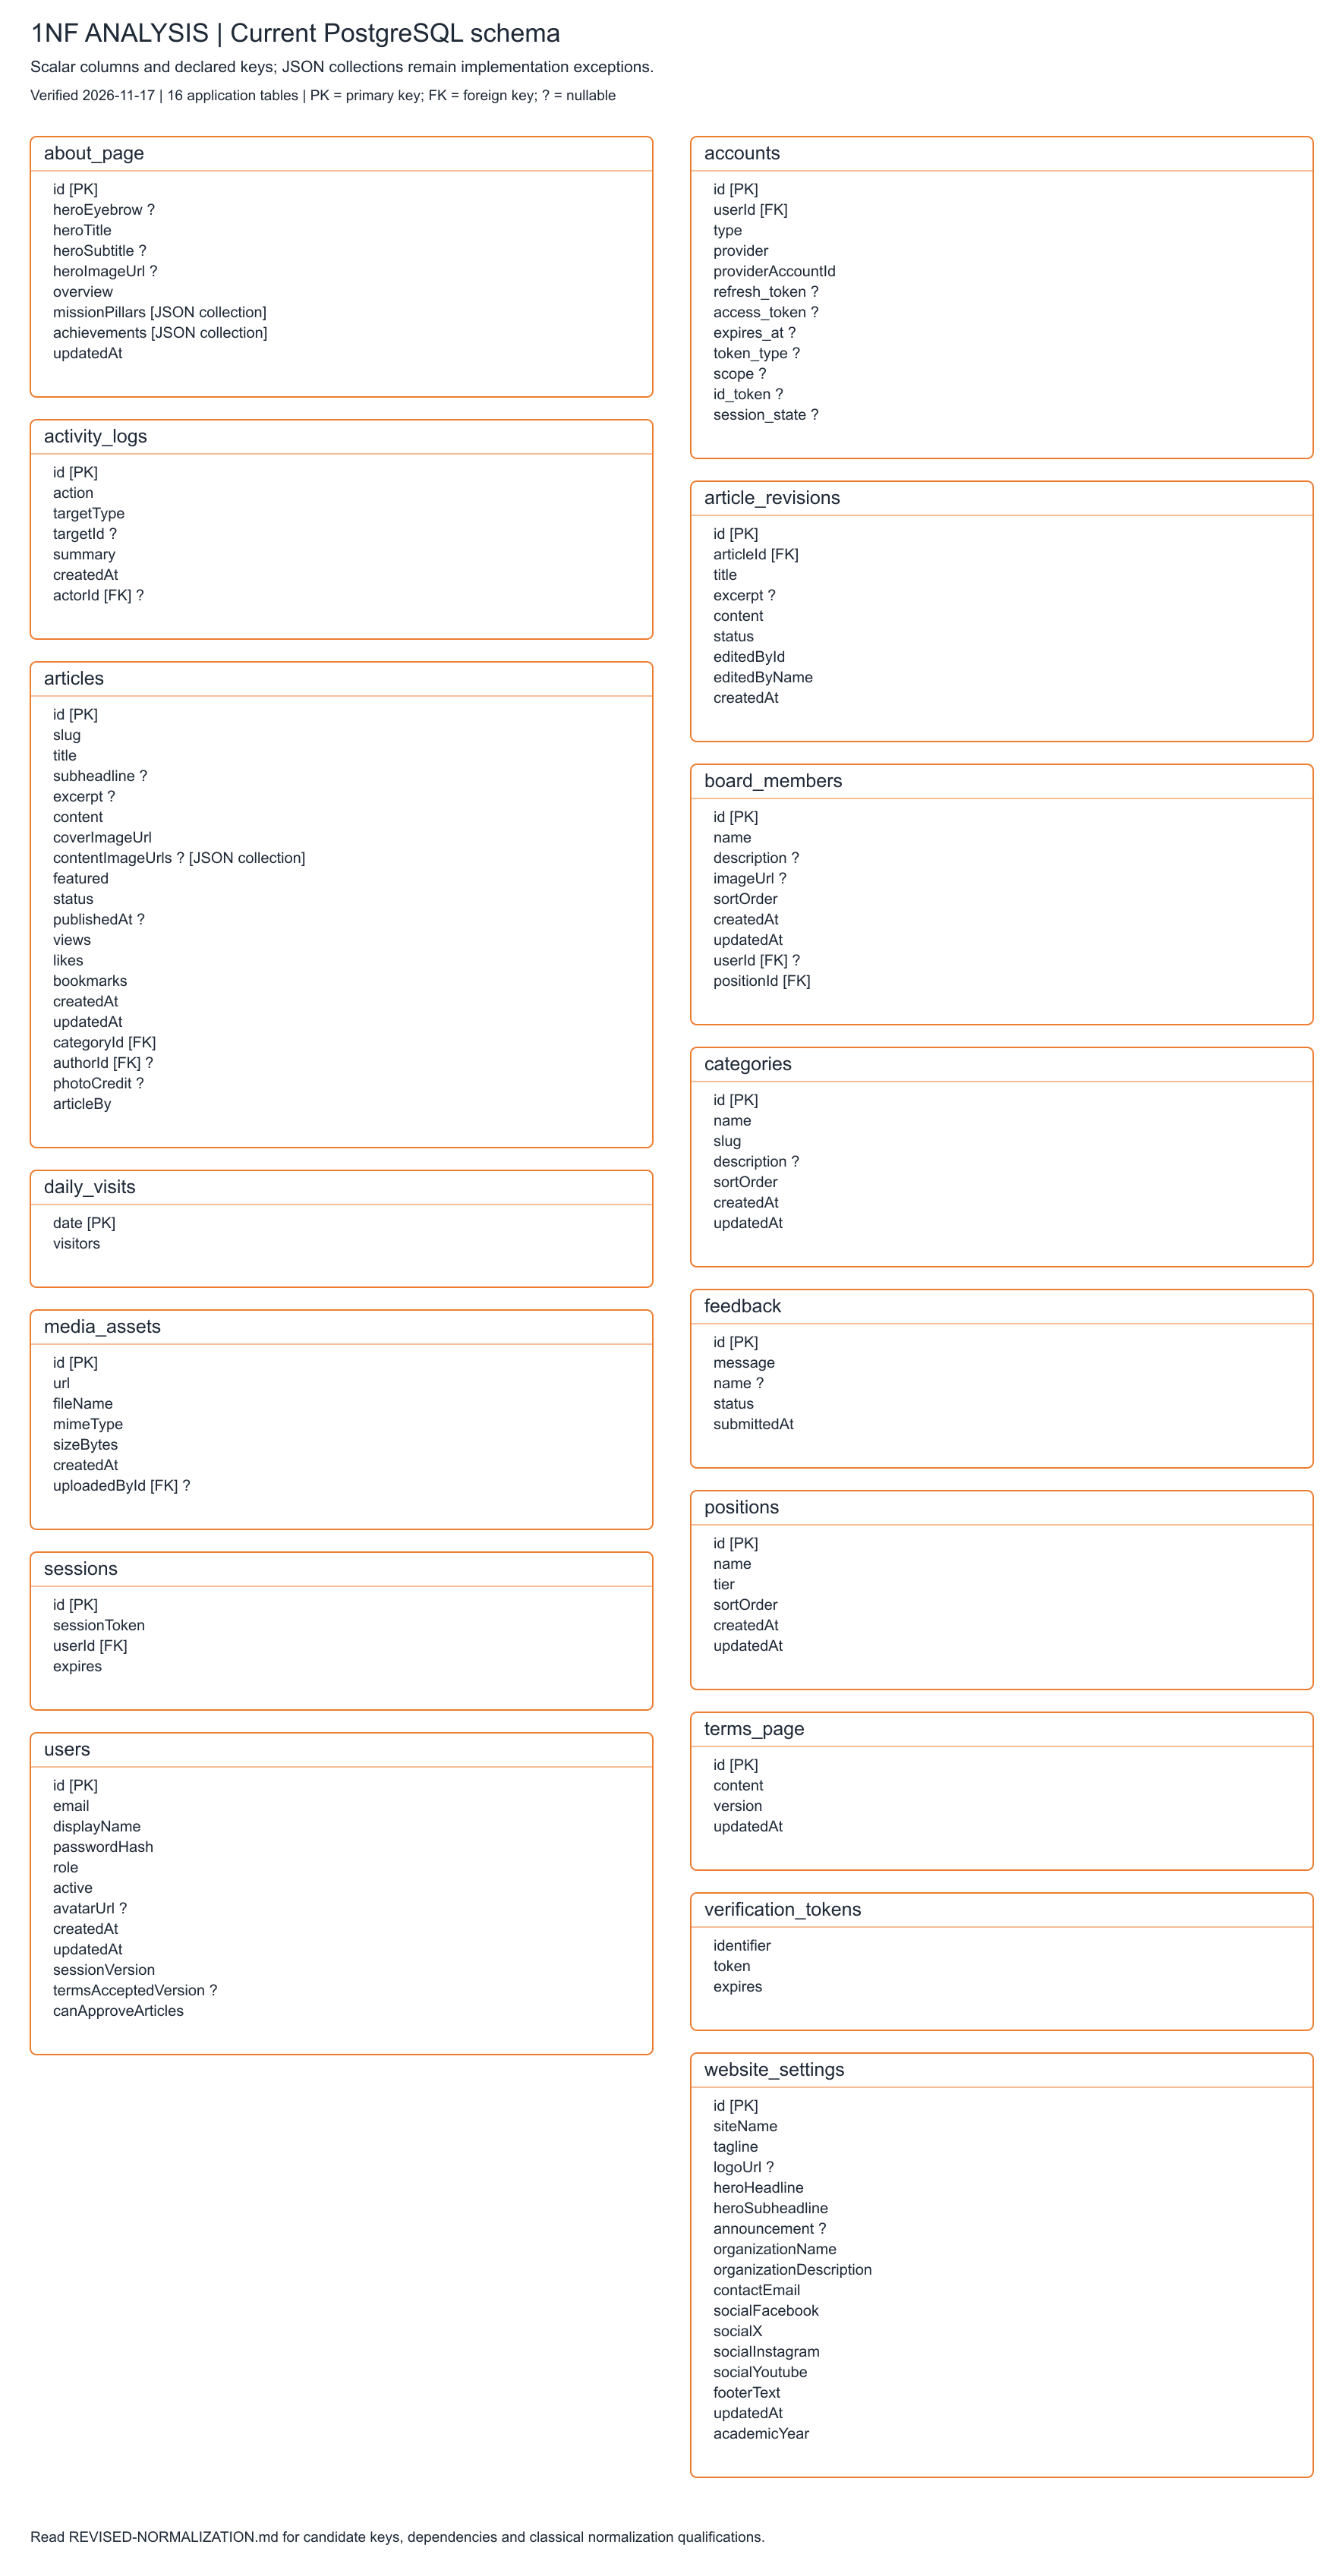 1NF ANALYSIS | Current PostgreSQL schema
Scalar columns and declared keys; JSON collections remain implementation exceptions.
Verified 2026-11-17 | 16 application tables | PK = primary key; FK = foreign key; ? = nullable
about_page
id [PK]
heroEyebrow ?
heroTitle
heroSubtitle ?
heroImageUrl ?
overview
missionPillars [JSON collection]
achievements [JSON collection]
updatedAt
accounts
id [PK]
userId [FK]
type
provider
providerAccountId
refresh_token ?
access_token ?
expires_at ?
token_type ?
scope ?
id_token ?
session_state ?
activity_logs
id [PK]
action
targetType
targetId ?
summary
createdAt
actorId [FK] ?
article_revisions
id [PK]
articleId [FK]
title
excerpt ?
content
status
editedById
editedByName
createdAt
articles
id [PK]
slug
title
subheadline ?
excerpt ?
content
coverImageUrl
contentImageUrls ? [JSON collection]
featured
status
publishedAt ?
views
likes
bookmarks
createdAt
updatedAt
categoryId [FK]
authorId [FK] ?
photoCredit ?
articleBy
board_members
id [PK]
name
description ?
imageUrl ?
sortOrder
createdAt
updatedAt
userId [FK] ?
positionId [FK]
categories
id [PK]
name
slug
description ?
sortOrder
createdAt
updatedAt
daily_visits
date [PK]
visitors
feedback
id [PK]
message
name ?
status
submittedAt
media_assets
id [PK]
url
fileName
mimeType
sizeBytes
createdAt
uploadedById [FK] ?
positions
id [PK]
name
tier
sortOrder
createdAt
updatedAt
sessions
id [PK]
sessionToken
userId [FK]
expires
terms_page
id [PK]
content
version
updatedAt
users
id [PK]
email
displayName
passwordHash
role
active
avatarUrl ?
createdAt
updatedAt
sessionVersion
termsAcceptedVersion ?
canApproveArticles
verification_tokens
identifier
token
expires
website_settings
id [PK]
siteName
tagline
logoUrl ?
heroHeadline
heroSubheadline
announcement ?
organizationName
organizationDescription
contactEmail
socialFacebook
socialX
socialInstagram
socialYoutube
footerText
updatedAt
academicYear
Read REVISED-NORMALIZATION.md for candidate keys, dependencies and classical normalization qualifications.